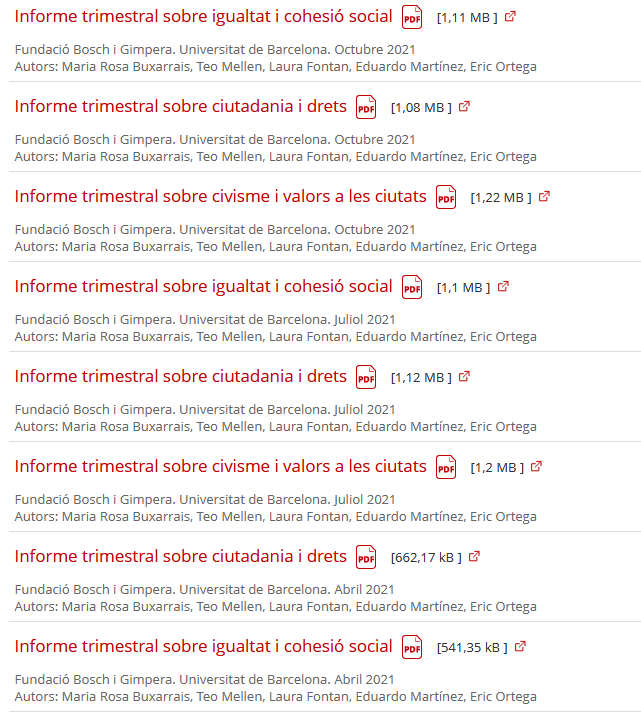 Informe trimestral sobre igualtat i cohesió social PDF [1,11 MB ]
Fundació Bosch i Gimpera. Universitat de Barcelona. Octubre 2021
Autors: Maria Rosa Buxarrais, Teo Mellen, Laura Fontan, Eduardo Martínez, Eric Ortega
Informe trimestral sobre ciutadania i drets PDF [1,08 MB ]
Fundació Bosch i Gimpera. Universitat de Barcelona. Octubre 2021
Autors: Maria Rosa Buxarrais, Teo Mellen, Laura Fontan, Eduardo Martínez, Eric Ortega
Informe trimestral sobre civisme i valors a les ciutats PDF [1,22 MB ]
Fundació Bosch i Gimpera. Universitat de Barcelona. Octubre 2021
Autors: Maria Rosa Buxarrais, Teo Mellen, Laura Fontan, Eduardo Martínez, Eric Ortega
Informe trimestral sobre igualtat i cohesió social PDF [1,1 MB ]
Fundació Bosch i Gimpera. Universitat de Barcelona. Juliol 2021
Autors: Maria Rosa Buxarrais, Teo Mellen, Laura Fontan, Eduardo Martínez, Eric Ortega
Informe trimestral sobre ciutadania i drets PDF [1,12 MB ]
Fundació Bosch i Gimpera. Universitat de Barcelona. Juliol 2021
Autors: Maria Rosa Buxarrais, Teo Mellen, Laura Fontan, Eduardo Martínez, Eric Ortega
Informe trimestral sobre civisme i valors a les ciutats PDF [1,2 MB ]
Fundació Bosch i Gimpera. Universitat de Barcelona. Juliol 2021
Autors: Maria Rosa Buxarrais, Teo Mellen, Laura Fontan, Eduardo Martínez, Eric Ortega
Informe trimestral sobre ciutadania i drets PDF [662,17 kB ]
Fundació Bosch i Gimpera. Universitat de Barcelona. Abril 2021
Autors: Maria Rosa Buxarrais, Teo Mellen, Laura Fontan, Eduardo Martínez, Eric Ortega
Informe trimestral sobre igualtat i cohesió social PDF [541,35 kB ]
Fundació Bosch i Gimpera. Universitat de Barcelona. Abril 2021
Autors: Maria Rosa Buxarrais, Teo Mellen, Laura Fontan, Eduardo Martínez, Eric Ortega